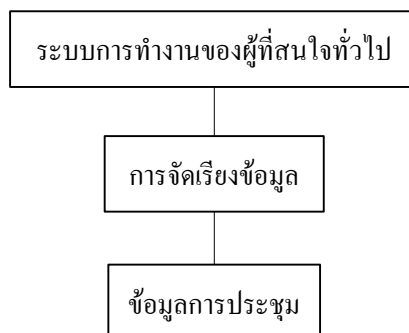 ระบบการทำงานของผู้ที่สนใจทั่วไป
การจัดเรียงข้อมูล
ข้อมูลการประชุม